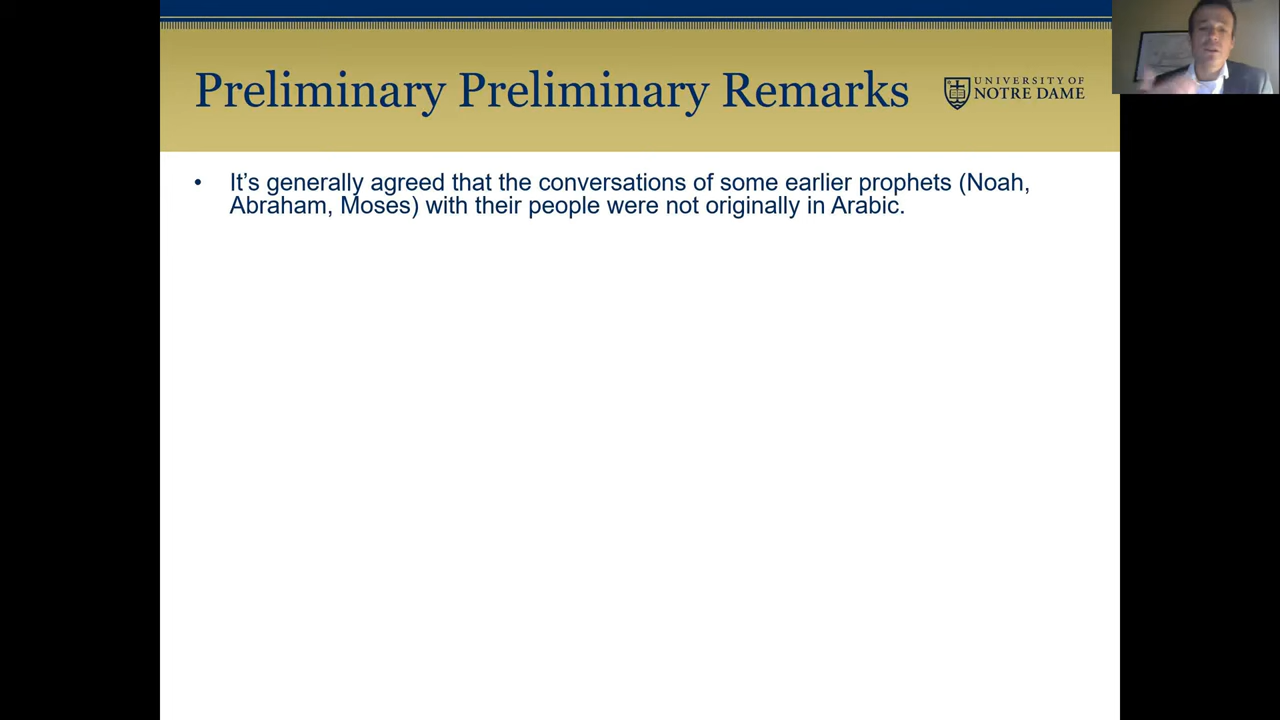 Preliminary Preliminary Remarks
UNIVERSITY OF
NOTRE DAME
• It’s generally agreed that the conversations of some earlier prophets (Noah,
Abraham, Moses) with their people were not originally in Arabic.